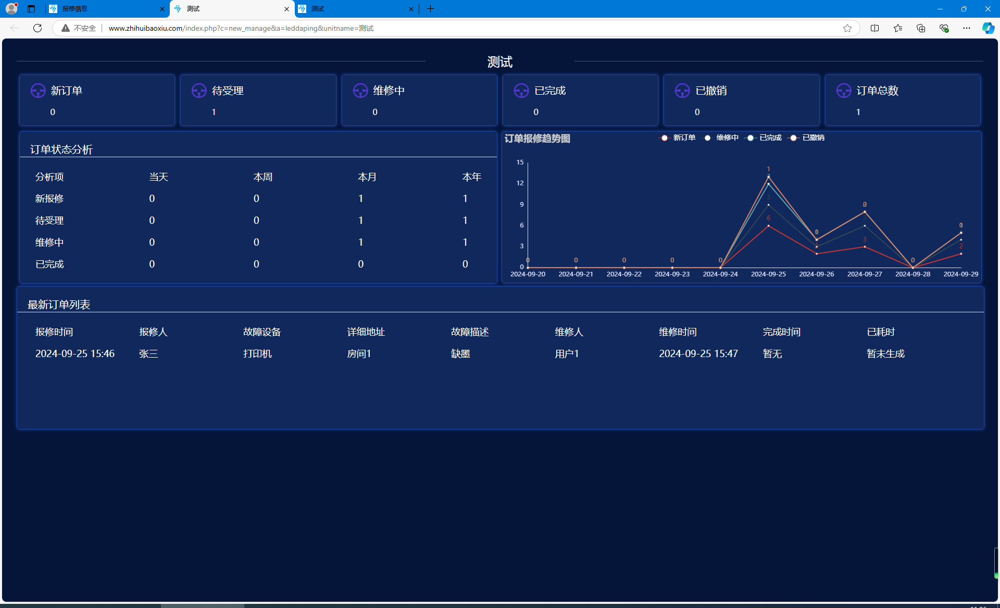 报修信息
测试
测试
不安全
www.zhihuibaoxiu.com/index.php?c=new_manage&a=leddaping&unitname=测试
测试
新订单
0
待受理
1
维修中
0
已完成
0
已撤销
0
订单总数
1
订单状态分析
分析项 当天 本周 本月 本年
新报修 0 0 1 1
待受理 0 0 1 1
维修中 0 0 1 1
已完成 0 0 0 0
订单报修趋势图
新订单 维修中 已完成 已撤销
15
12
9
6
3
0
1
3
6
0 0 0 0 0
3
0
2
2024-09-20 2024-09-21 2024-09-22 2024-09-23 2024-09-24 2024-09-25 2024-09-26 2024-09-27 2024-09-28 2024-09-29
最新订单列表
报修时间 报修人 故障设备 详细地址 故障描述 维修人 维修时间 完成时间 已耗时
2024-09-25 15:46 张三 打印机 房间1 缺墨 用户1 2024-09-25 15:47 暂无 暂未生成